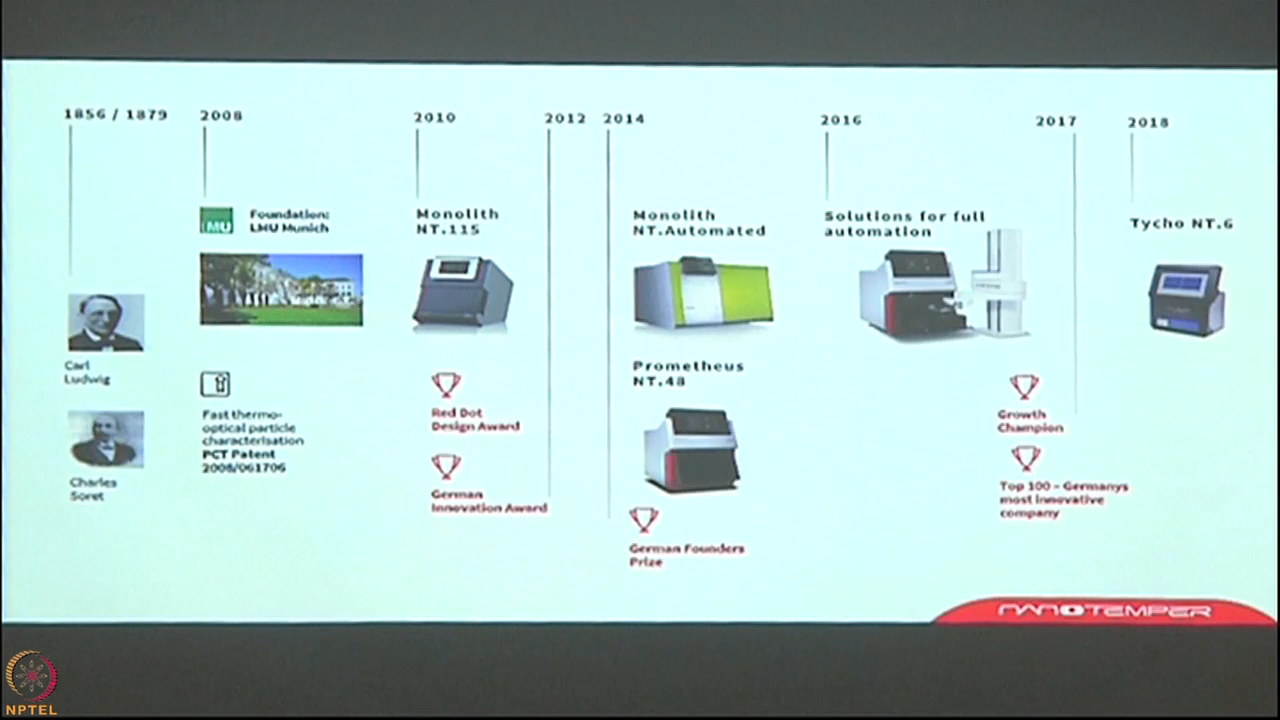 1856 / 1879
2008
2010
2012
2014
2016
2017
2018
LMU
Foundation:
LMU Munich
Monolith
NT.115
Monolith
NT.Automated
Solutions for full
automation
Tycho NT.6
Carl
Ludwig
Charles
Soret
Fast thermo-
optical particle
characterisation
PCT Patent
2008/061706
Red Dot
Design Award
German
Innovation Award
Prometheus
NT.48
German Founders
Prize
Growth
Champion
Top 100 – Germanys
most innovative
company
NANOTEMPER
NPTEL